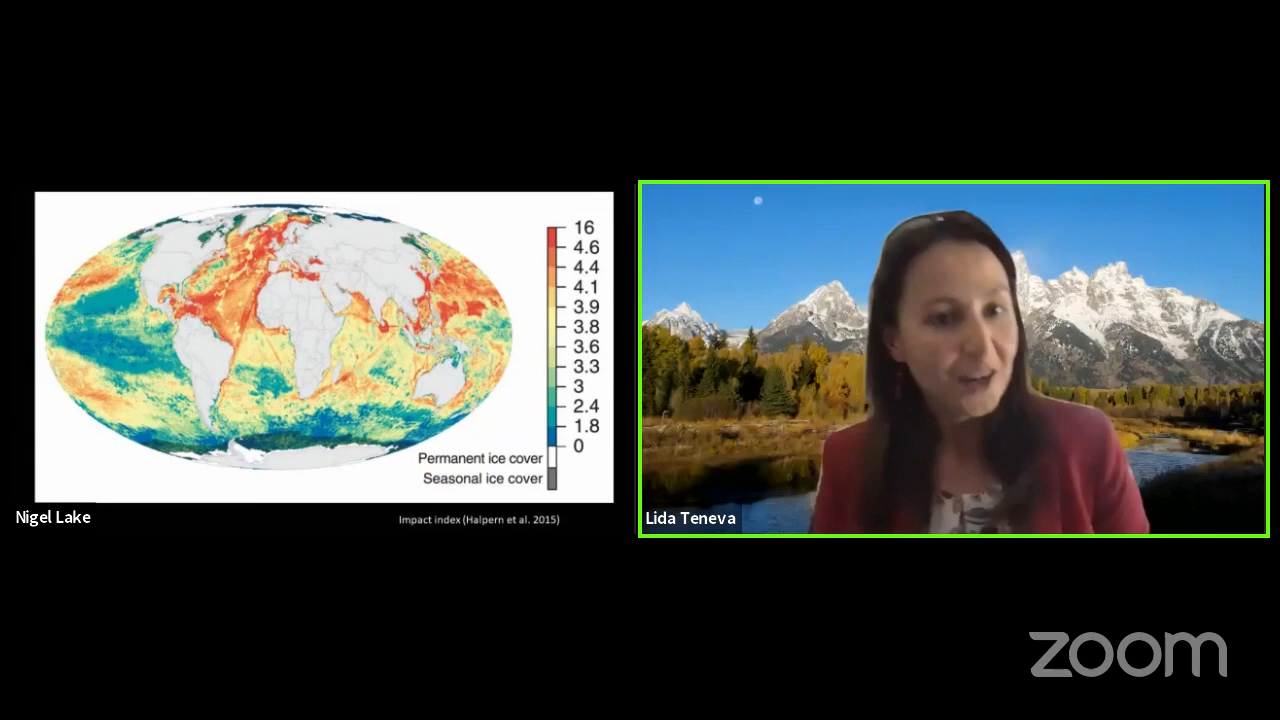 16
4.6
4.4
4.1
3.9
3.8
3.6
3.3
3
2.4
1.8
0
Permanent ice cover
Seasonal ice cover
Nigel Lake
Impact index (Halpern et al. 2015)
Lida Teneva
zoom